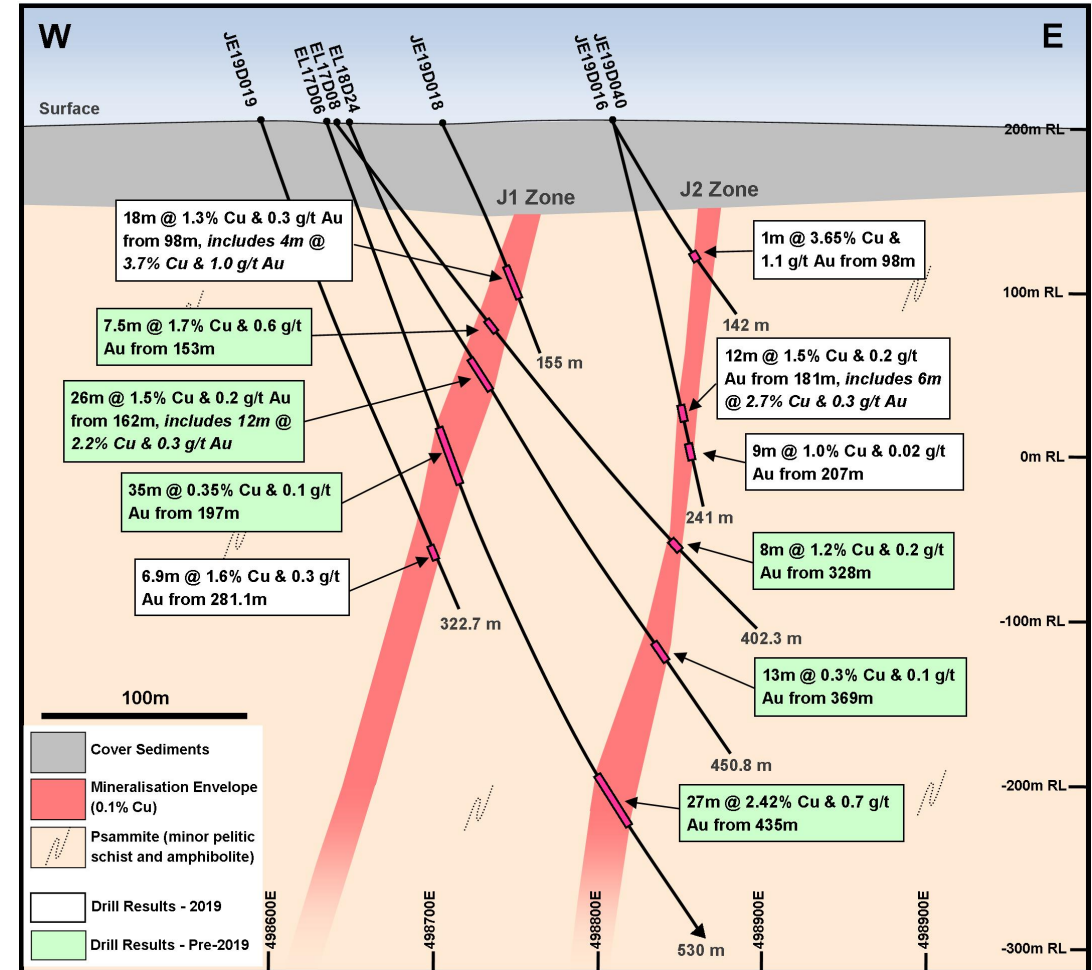 W
E
JE19D019
EL17D06
EL17D08
EL18D24
JE19D018
JE19D016
JE19D040
Surface
200m RL
J1 Zone
J2 Zone
18m @ 1.3% Cu & 0.3 g/t Au
from 98m, includes 4m @
3.7% Cu & 1.0 g/t Au
1m @ 3.65% Cu &
1.1 g/t Au from 98m
100m RL
7.5m @ 1.7% Cu & 0.6 g/t
Au from 153m
142 m
155 m
12m @ 1.5% Cu & 0.2 g/t
Au from 181m, includes 6m
@ 2.7% Cu & 0.3 g/t Au
26m @ 1.5% Cu & 0.2 g/t Au
from 162m, includes 12m @
2.2% Cu & 0.3 g/t Au
9m @ 1.0% Cu & 0.02 g/t
Au from 207m
0m RL
35m @ 0.35% Cu & 0.1 g/t
Au from 197m
241 m
8m @ 1.2% Cu & 0.2 g/t
Au from 328m
6.9m @ 1.6% Cu & 0.3 g/t
Au from 281.1m
322.7 m
-100m RL
402.3 m
13m @ 0.3% Cu & 0.1 g/t
Au from 369m
100m
450.8 m
-200m RL
27m @ 2.42% Cu & 0.7 g/t
Au from 435m
Cover Sediments
Mineralisation Envelope
(0.1% Cu)
Psammite (minor pelitic
schist and amphibolite)
Drill Results - 2019
Drill Results - Pre-2019
498600E
498700E
498800E
498900E
498900E
530 m
-300m RL